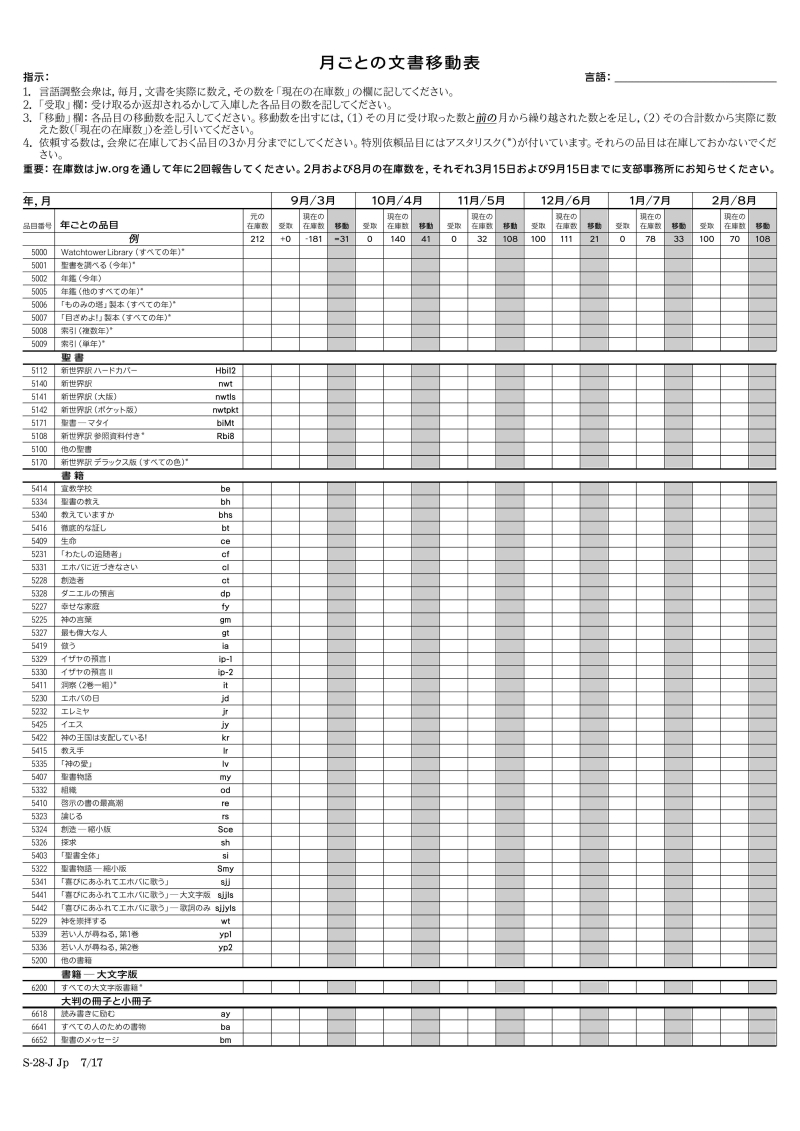 月ごとの文書移動表
指示:
言語:
1. 言語調整会衆は,毎月,文書を実際に数え,その数を「現在の在庫数」の欄に記してください。
2. 「受取」欄: 受け取るか返却されるかして入庫した各品目の数を記してください。
3. 「移動」欄: 各品目の移動数を記入してください。移動数を出すには,(1) その月に受け取った数と前の月から繰り越された数とを足し,(2) その合計数から実際に数
えた数(「現在の在庫数」)を差し引いてください。
4. 依頼する数は,会衆に在庫しておく品目の3か月分までにしてください。特別依頼品目にはアスタリスク(*)が付いています。それらの品目は在庫しておかないでくだ
さい。
重要: 在庫数はjw.orgを通して年に2回報告してください。2月および8月の在庫数を,それぞれ3月15日および9月15日までに支部事務所にお知らせください。
年,月 9月/3月 10月/4月 11月/5月 12月/6月 1月/7月 2月/8月
品目番号 年ごとの品目 元の在庫数 受取 現在の在庫数 移動 受取 現在の在庫数 移動 受取 現在の在庫数 移動 受取 現在の在庫数 移動 受取 現在の在庫数 移動 受取 現在の在庫数 移動
例 212 +0 -181 =31 0 140 41 0 32 108 100 111 21 0 78 33 100 70 108
5000 Watchtower Library (すべての年)*
5001 聖書を調べる (今年)*
5002 年鑑 (今年)
5005 年鑑 (他のすべての年)*
5006 「ものみの塔」製本 (すべての年)*
5007 「目ざめよ!」製本 (すべての年)*
5008 索引 (複数年)*
5009 索引 (単年)*
聖書
5112 新世界訳 ハードカバー Hbi12
5140 新世界訳 nwt
5141 新世界訳 (大版) nwtls
5142 新世界訳 (ポケット版) nwtpkt
5171 聖書 ― マタイ biMt
5108 新世界訳 参照資料付き* Rbi8
5100 他の聖書
5170 新世界訳 デラックス版 (すべての色)*
書籍
5414 宣教学校 be
5334 聖書の教え bh
5340 教えていますか bhs
5416 徹底的な証し bt
5409 生命 ce
5231 「わたしの追随者」 cf
5331 エホバに近づきなさい cl
5228 創造者 ct
5328 ダニエルの預言 dp
5227 幸せな家庭 fy
5225 神の言葉 gm
5327 最も偉大な人 gt
5419 倣う ia
5329 イザヤの預言 I ip-1
5330 イザヤの預言 II ip-2
5411 洞察 (2巻一組)* it
5230 エホバの日 jd
5232 エレミヤ jr
5425 イエス jy
5422 神の王国は支配している! kr
5415 教え手 lr
5335 「神の愛」 lv
5407 聖書物語 my
5332 組織 od
5410 啓示の書の最高潮 re
5323 論じる rs
5324 創造 ― 縮小版 Sce
5326 探求 sh
5403 「聖書全体」 si
5322 聖書物語 ― 縮小版 Smy
5341 「喜びにあふれてエホバに歌う」 sjj
5441 「喜びにあふれてエホバに歌う」― 大文字版 sjjls
5442 「喜びにあふれてエホバに歌う」― 歌詞のみ sjjyls
5229 神を崇拝する wt
5339 若い人が尋ねる,第1巻 yp1
5336 若い人が尋ねる,第2巻 yp2
5200 他の書籍
書籍 ― 大文字版
6200 すべての大文字版書籍*
大判の冊子と小冊子
6618 読み書きに励む ay
6641 すべての人のための書物 ba
6652 聖書のメッセージ bm
S-28-J Jp 7/17